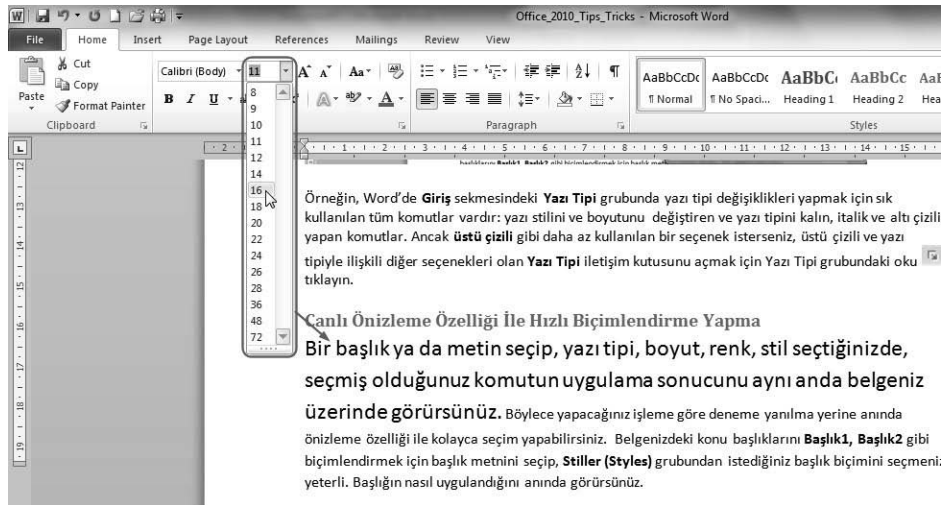 Office_2010_Tips_Tricks - Microsoft Word
File Home Insert Page Layout References Mailings Review View
Paste
Cut
Copy
Format Painter
Clipboard
Calibri (Body) 11
B I U
8
9
10
11
12
14
16
18
20
22
24
26
28
36
48
72
Paragraph
AaBbCcDc AaBbCcDc AaBbC AaBbCc
¶ Normal ¶ No Spaci... Heading 1 Heading 2
Styles
Örneğin, Word'de Giriş sekmesindeki Yazı Tipi grubunda yazı tipi değişiklikleri yapmak için sık
kullanılan tüm komutlar vardır: yazı stilini ve boyutunu değiştiren ve yazı tipini kalın, italik ve altı çizili
yapan komutlar. Ancak üstü çizili gibi daha az kullanılan bir seçenek isterseniz, üstü çizili ve yazı
tipiyle ilişkili diğer seçenekleri olan Yazı Tipi iletişim kutusunu açmak için Yazı Tipi grubundaki oku
tıklayın.
Canlı Önizleme Özelliği İle Hızlı Biçimlendirme Yapma
Bir başlık ya da metin seçip, yazı tipi, boyut, renk, stil seçtiğinizde,
seçmiş olduğunuz komutun uygulama sonucunu aynı anda belgeniz
üzerinde görürsünüz. Böylece yapacağınız işleme göre deneme yanılma yerine anında
önizleme özelliği ile kolayca seçim yapabilirsiniz. Belgenizdeki konu başlıklarını Başlık1, Başlık2 gibi
biçimlendirmek için başlık metnini seçip, Stiller (Styles) grubundan istediğiniz başlık biçimini seçmeniz
yeterli. Başlığın nasıl uygulandığını anında görürsünüz.